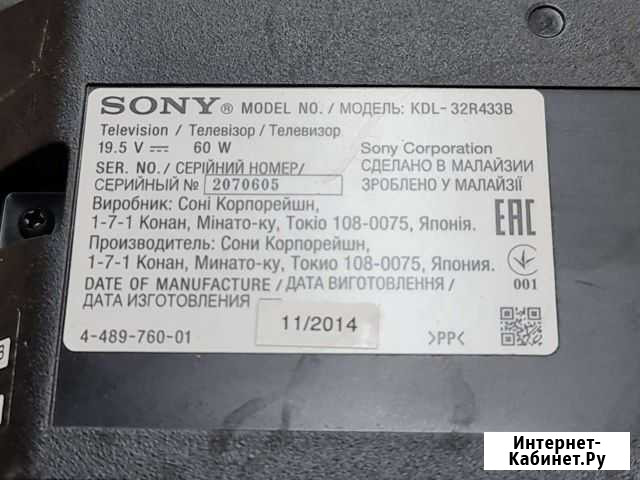 SONY® MODEL NO. / МОДЕЛЬ: KDL-32R433B
Television / Телевізор / Телевизор
19.5 V ⎓ 60 W
Sony Corporation
SER. NO./ СЕРІЙНИЙ НОМЕР/
СЕРИЙНЫЙ № 2070605
СДЕЛАНО В МАЛАЙЗИИ
ЗРОБЛЕНО У МАЛАЙЗІЇ
Виробник: Соні Корпорейшн,
1-7-1 Конан, Мінато-ку, Токіо 108-0075, Японія.
Производитель: Сони Корпорейшн,
1-7-1 Конан, Минато-ку, Токио 108-0075, Япония.
EAC
001
DATE OF MANUFACTURE / ДАТА ВИГОТОВЛЕННЯ /
ДАТА ИЗГОТОВЛЕНИЯ
11/2014
4-489-760-01
>PP<
Интернет-
Кабинет.Ру